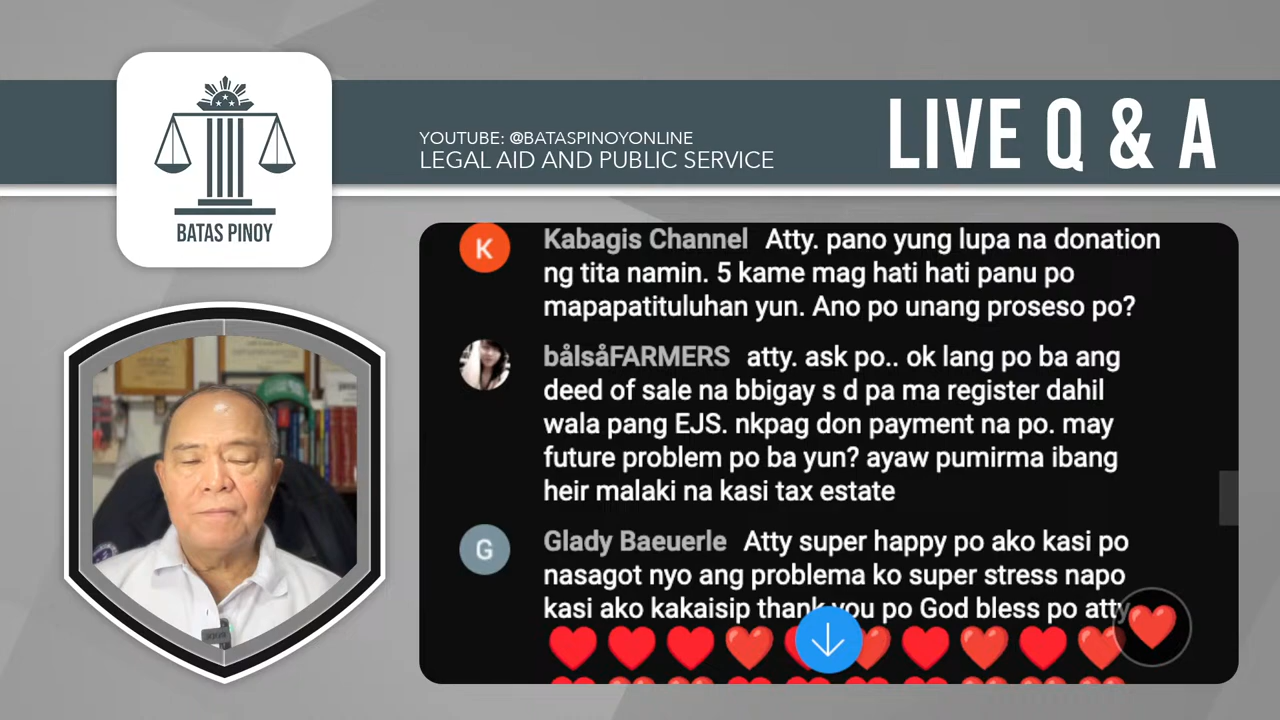 YOUTUBE: @BATASPINOYONLINE
LEGAL AID AND PUBLIC SERVICE
LIVE Q & A
BATAS PINOY
K
Kabagis Channel Atty. pano yung lupa na donation
ng tita namin. 5 kame mag hati hati panu po
mapapatituluhan yun. Ano po unang proseso po?
bålsåFARMERS atty. ask po.. ok lang po ba ang
deed of sale na bbigay s d pa ma register dahil
wala pang EJS. nkpag don payment na po. may
future problem po ba yun? ayaw pumirma ibang
heir malaki na kasi tax estate
G
Glady Baeuerle Atty super happy po ako kasi po
nasagot nyo ang problema ko super stress napo
kasi ako kakaisip thank you po God bless po atty